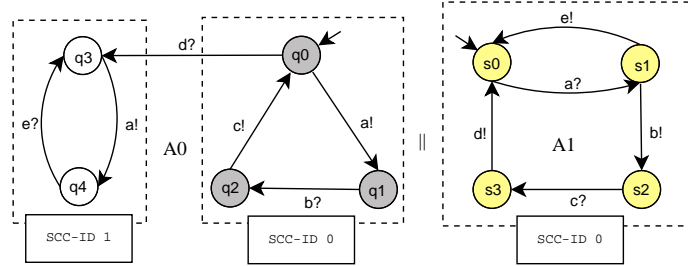 d?
e!
q3
q0
s0
s1
a?
e?
a!
c!
a!
d!
b!
A0
||
A1
q4
q2
q1
s3
s2
b?
c?
SCC-ID 1
SCC-ID 0
SCC-ID 0